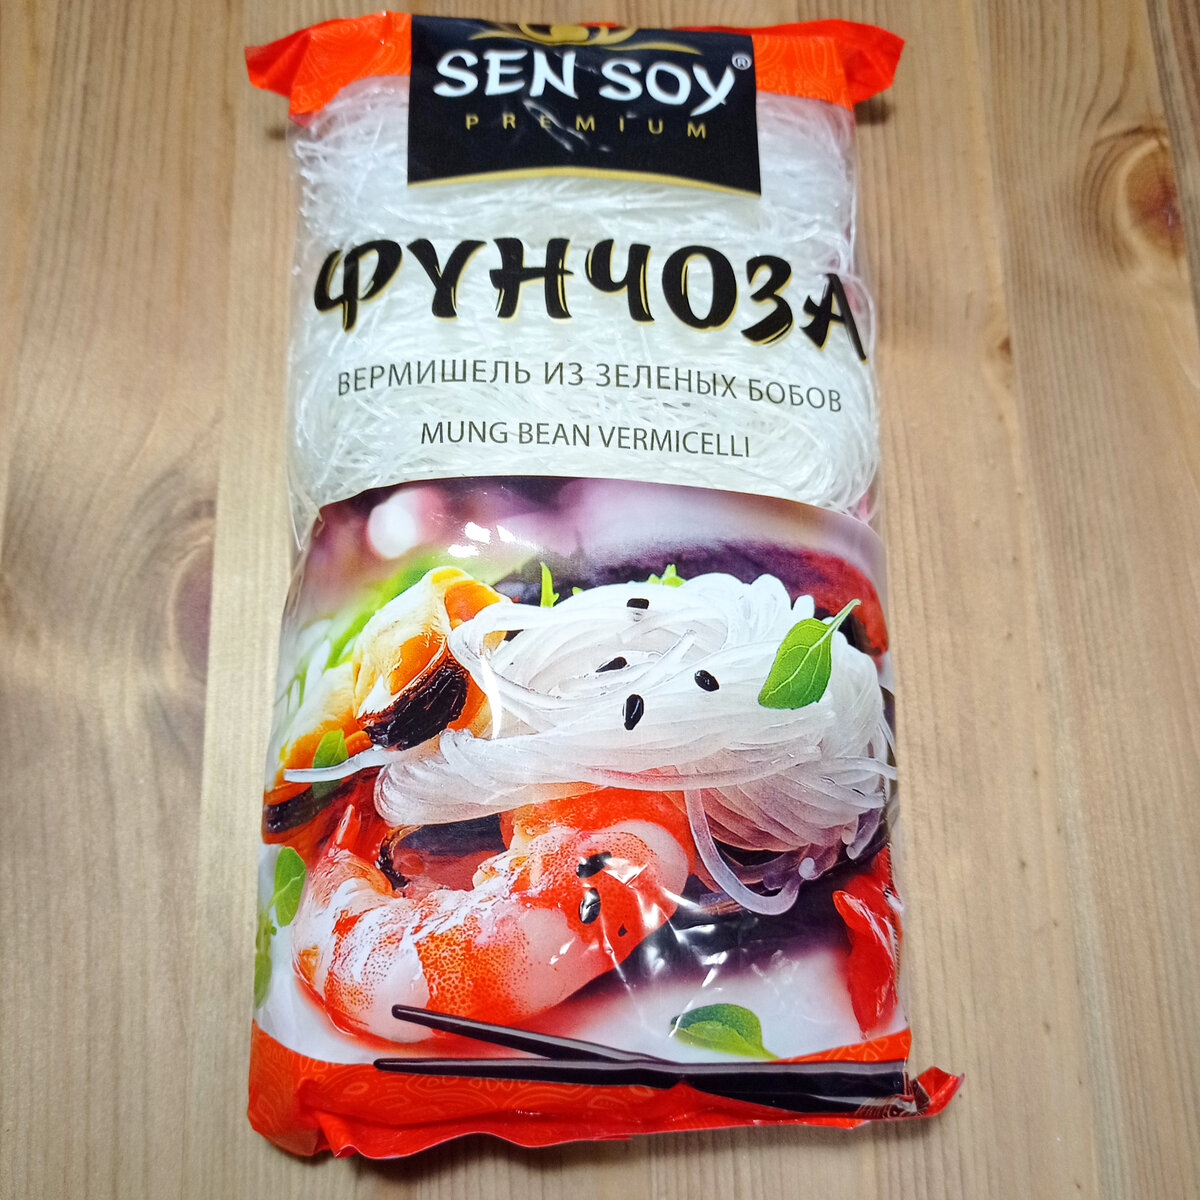 SEN SOY®
PREMIUM
ФУНЧОЗА
ВЕРМИШЕЛЬ ИЗ ЗЕЛЕНЫХ БОБОВ
MUNG BEAN VERMICELLI